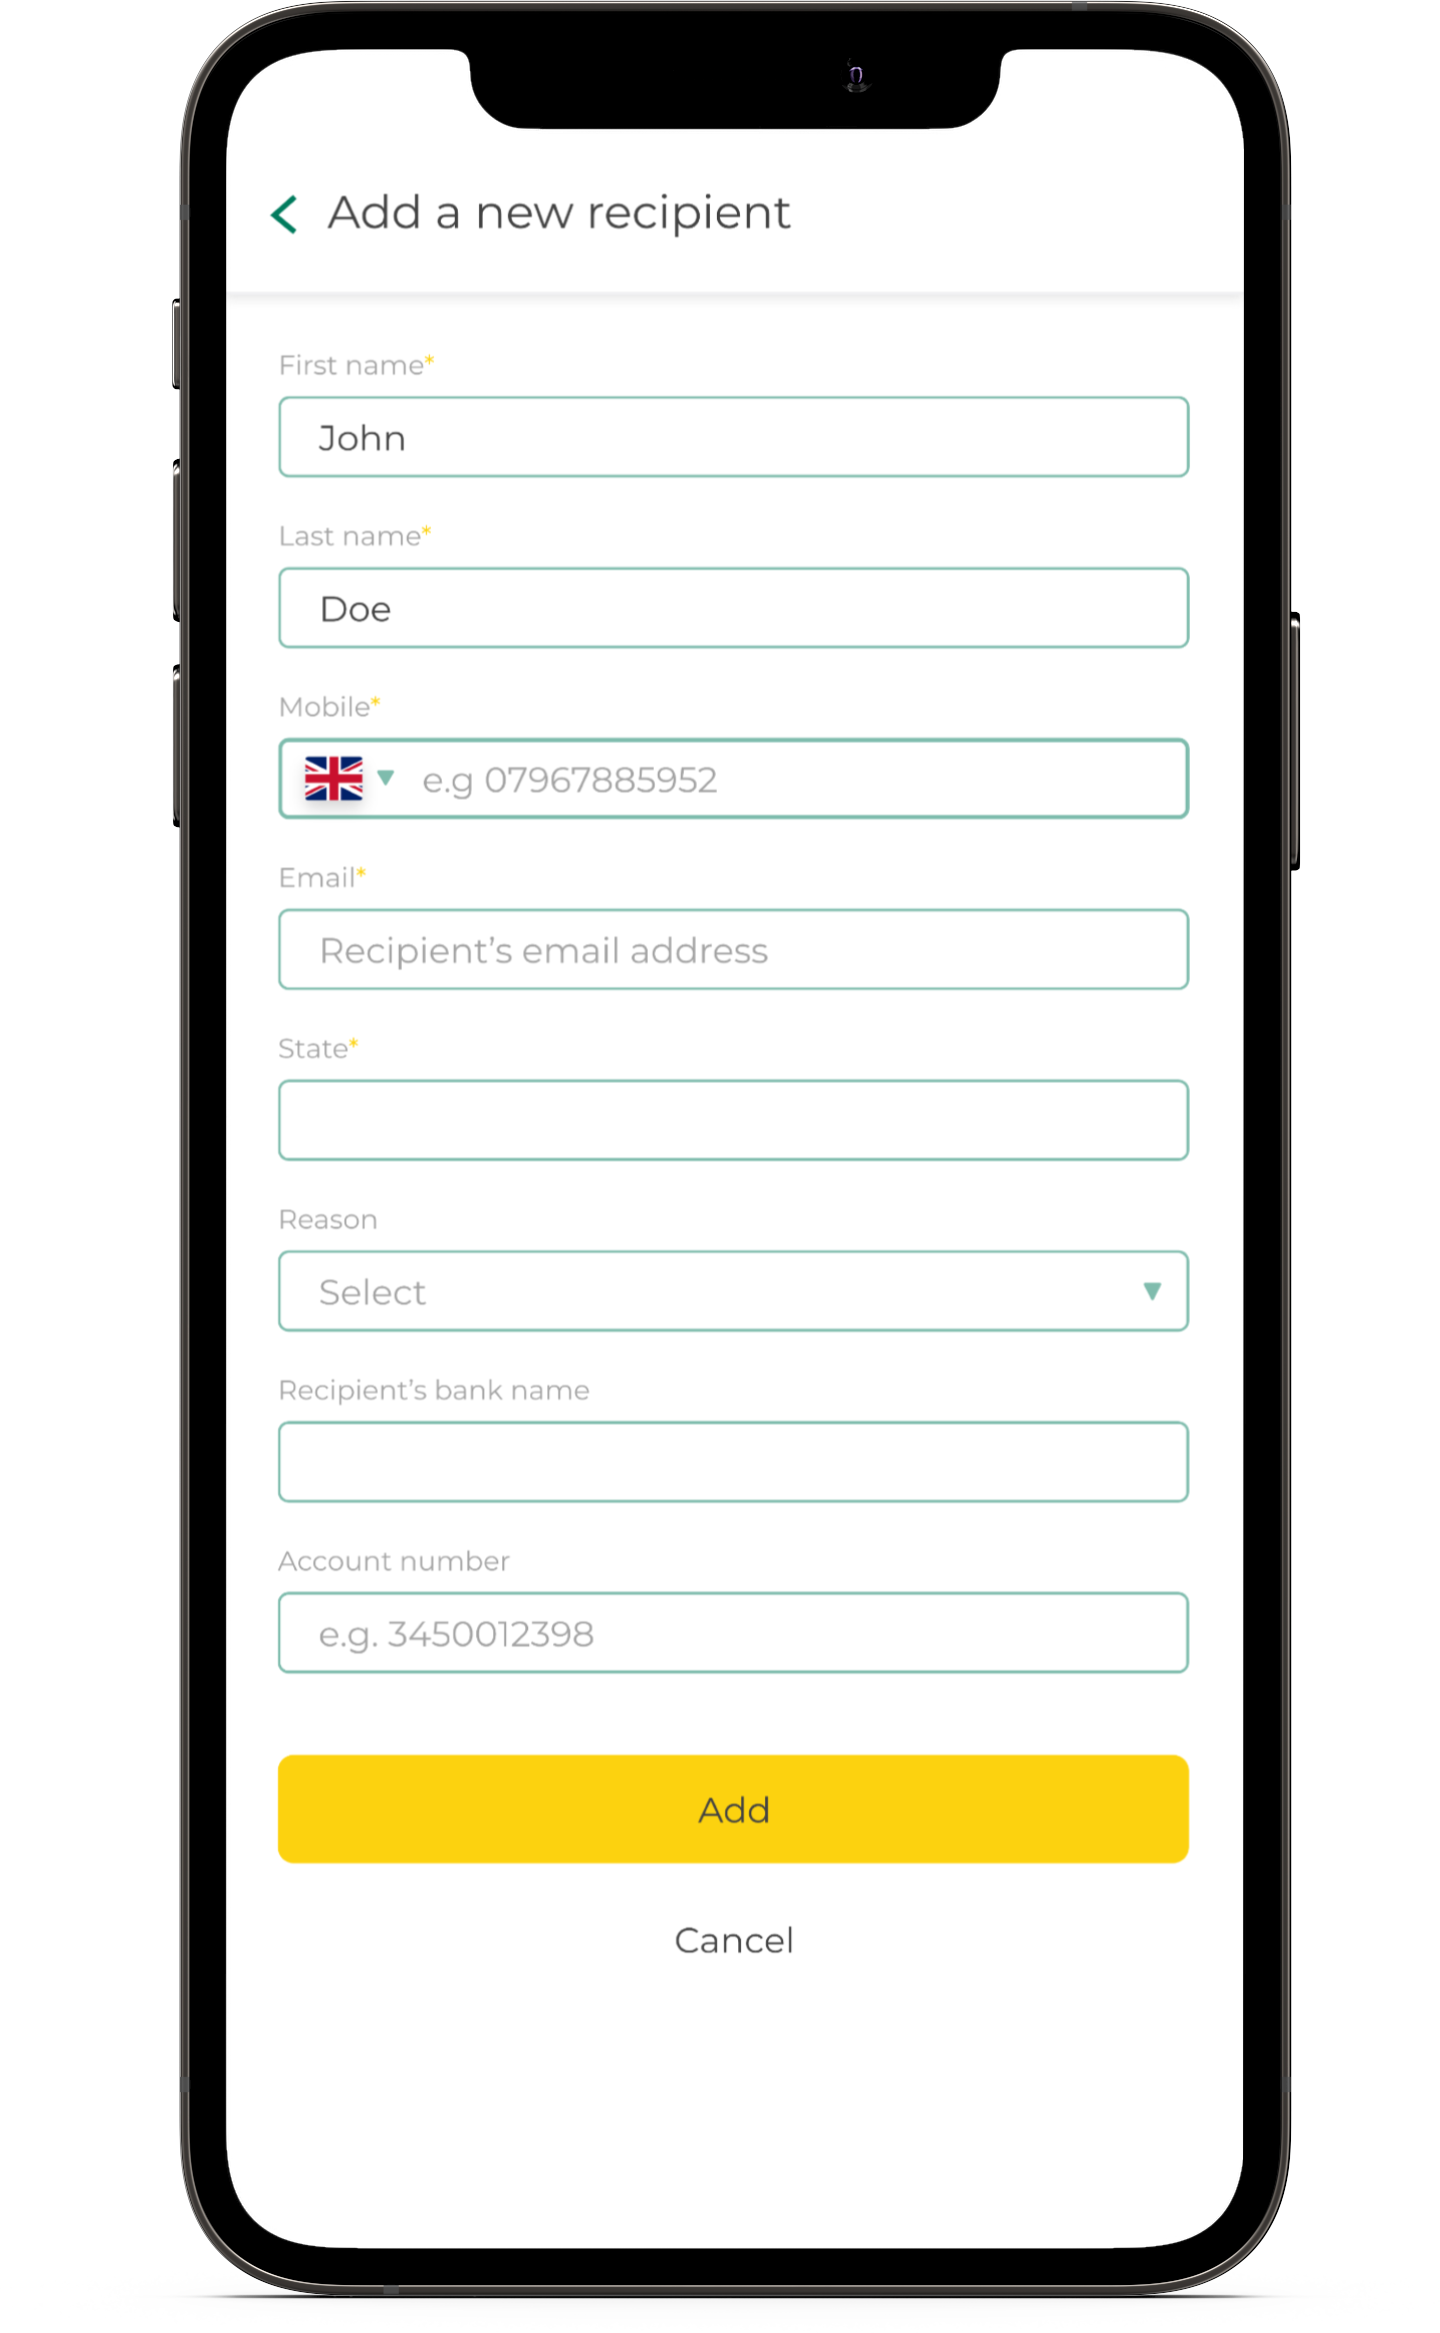 Add a new recipient
First name*
John
Last name*
Doe
Mobile*
e.g 07967885952
Email*
Recipient’s email address
State*
Reason
Select
Recipient’s bank name
Account number
e.g. 3450012398
Add
Cancel